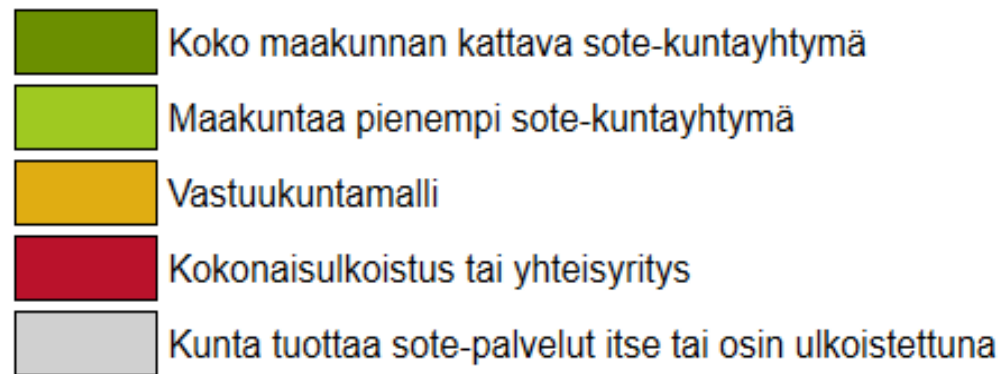 Koko maakunnan kattava sote-kuntayhtymä
Maakuntaa pienempi sote-kuntayhtymä
Vastuukuntamalli
Kokonaisulkoistus tai yhteisyritys
Kunta tuottaa sote-palvelut itse tai osin ulkoistettuna